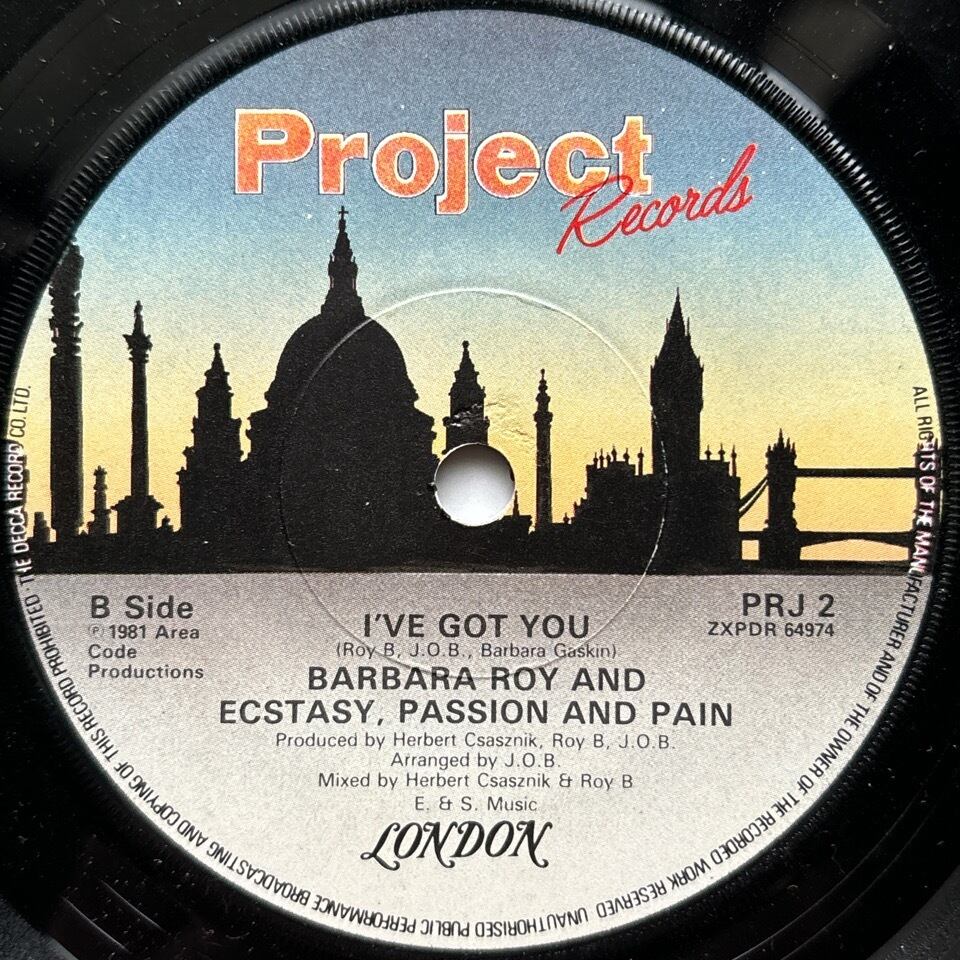 Project
Records
B Side
℗ 1981 Area
Code
Productions
PRJ 2
ZXPDR 64974
I'VE GOT YOU
(Roy B, J.O.B., Barbara Gaskin)
BARBARA ROY AND
ECSTASY, PASSION AND PAIN
Produced by Herbert Csasznik, Roy B, J.O.B.
Arranged by J.O.B.
Mixed by Herbert Csasznik & Roy B
E. & S. Music
LONDON
ALL RIGHTS OF THE MANUFACTURER AND OF THE OWNER OF THE RECORDED WORK RESERVED UNAUTHORISED PUBLIC PERFORMANCE BROADCASTING AND COPYING OF THIS RECORD PROHIBITED · THE DECCA RECORD CO. LTD.